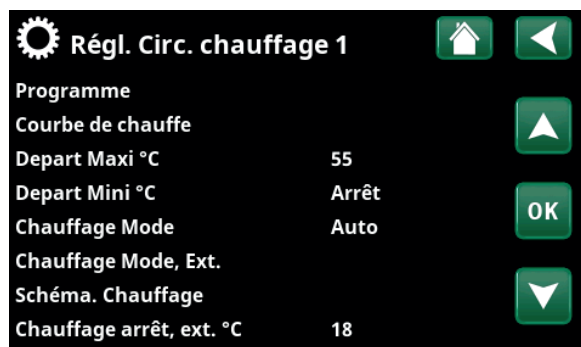 Régl. Circ. chauffage 1
Programme
Courbe de chauffe
Depart Maxi °C 55
Depart Mini °C Arrêt
Chauffage Mode Auto
OK
Chauffage Mode, Ext.
Schéma. Chauffage
Chauffage arrêt, ext. °C 18